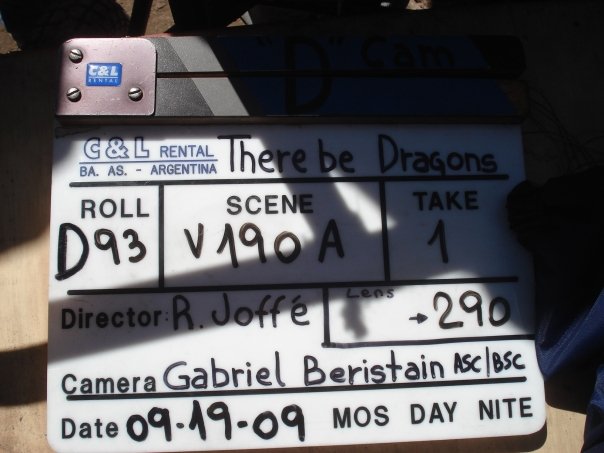 "D" Cam
C&L
RENTAL
C & L RENTAL There be Dragons
BA. AS. - ARGENTINA
ROLL SCENE TAKE
D93 V190A 1
Director: R. Joffé Lens → 290
Camera Gabriel Beristain ASC/BSC
Date 09-19-09 MOS DAY NITE